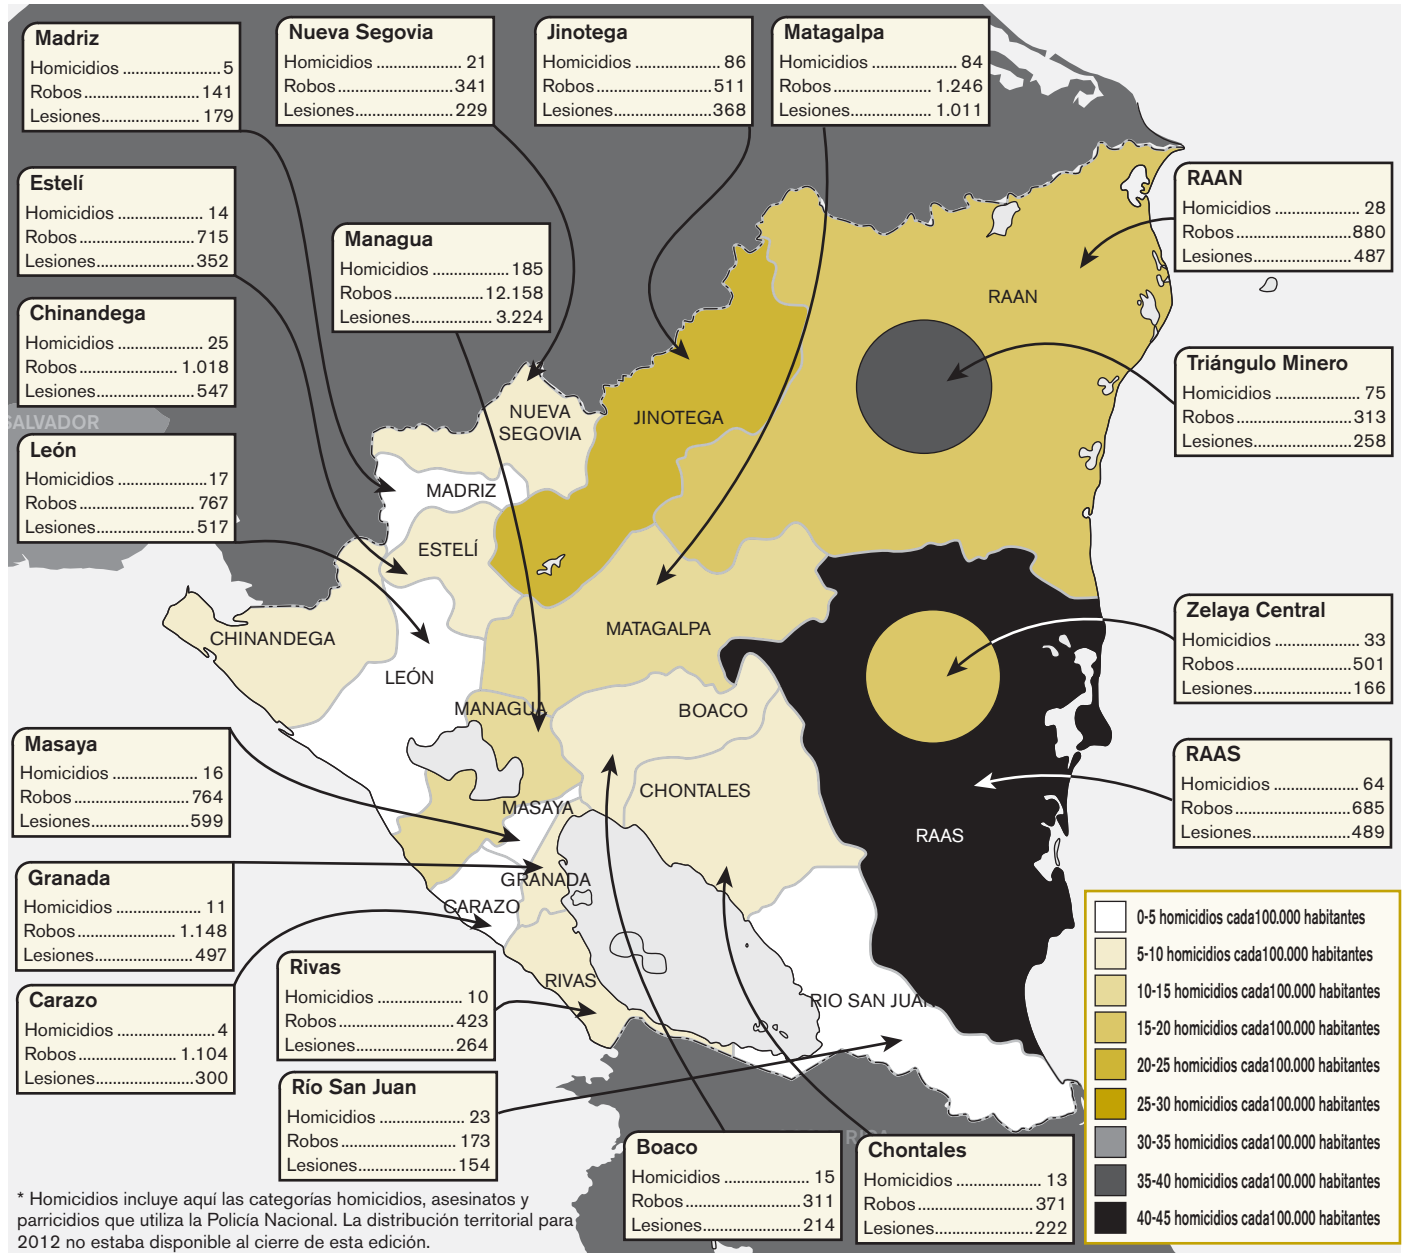 Madriz
Homicidios ....................... 5
Robos................................. 141
Lesiones.................... 179
Nueva Segovia
Homicidios .................... 21
Robos.................................. 341
Lesiones....................... 229
Jinotega
Homicidios .................... 86
Robos................................. 511
Lesiones....................... 368
Matagalpa
Homicidios .................... 84
Robos............................ 1.246
Lesiones.................... 1.011
Estelí
Homicidios .................... 14
Robos........................... 715
Lesiones....................... 352
Managua
Homicidios .................. 185
Robos..................... 12.158
Lesiones................... 3.224
RAAN
Homicidios .................... 28
Robos........................... 880
Lesiones....................... 487
Chinandega
Homicidios .................... 25
Robos....................... 1.018
Lesiones....................... 547
Triángulo Minero
Homicidios .................... 75
Robos........................... 313
Lesiones....................... 258
León
Homicidios .................... 17
Robos........................... 767
Lesiones....................... 517
SALVADOR
RAAN
NUEVA
SEGOVIA
JINOTEGA
MADRIZ
ESTELÍ
CHINANDEGA
MATAGALPA
LEÓN
MANAGUA
BOACO
MASAYA
CHONTALES
RAAS
GRANADA
CARAZO
RIVAS
RIO SAN JUAN
Zelaya Central
Homicidios .................... 33
Robos........................... 501
Lesiones....................... 166
RAAS
Homicidios .................... 64
Robos........................... 685
Lesiones....................... 489
Masaya
Homicidios .................... 16
Robos........................... 764
Lesiones....................... 599
Granada
Homicidios .................... 11
Robos....................... 1.148
Lesiones....................... 497
Carazo
Homicidios ....................... 4
Robos....................... 1.104
Lesiones....................... 300
Rivas
Homicidios .................... 10
Robos........................... 423
Lesiones....................... 264
Río San Juan
Homicidios .................... 23
Robos........................... 173
Lesiones....................... 154
Boaco
Homicidios .................... 15
Robos........................... 311
Lesiones....................... 214
Chontales
Homicidios .................... 13
Robos........................... 371
Lesiones....................... 222
0-5 homicidios cada100.000 habitantes
5-10 homicidios cada100.000 habitantes
10-15 homicidios cada100.000 habitantes
15-20 homicidios cada100.000 habitantes
20-25 homicidios cada100.000 habitantes
25-30 homicidios cada100.000 habitantes
30-35 homicidios cada100.000 habitantes
35-40 homicidios cada100.000 habitantes
40-45 homicidios cada100.000 habitantes
* Homicidios incluye aquí las categorías homicidios, asesinatos y
parricidios que utiliza la Policía Nacional. La distribución territorial para
2012 no estaba disponible al cierre de esta edición.